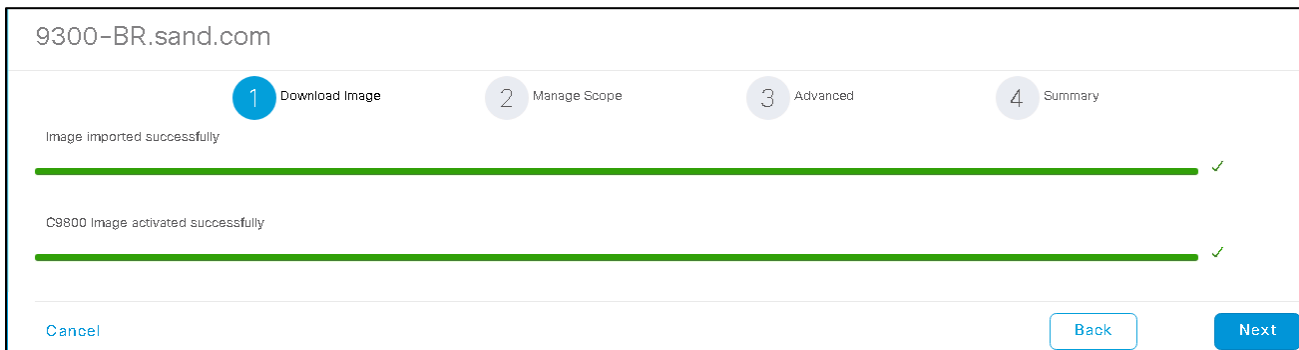 9300-BR.sand.com
1 Download Image 2 Manage Scope 3 Advanced 4 Summary
Image imported successfully
C9800 Image activated successfully
Cancel Back Next